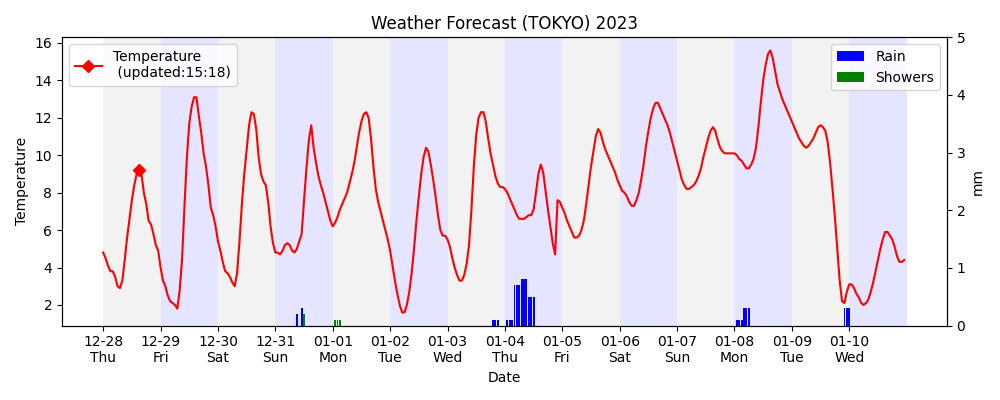 Weather Forecast (TOKYO) 2023
Temperature
(updated:15:18)
Rain
Showers
16
14
12
10
8
6
4
2
Temperature
5
4
3
2
1
0
mm
12-28 12-29 12-30 12-31 01-01 01-02 01-03 01-04 01-05 01-06 01-07 01-08 01-09 01-10
Thu Fri Sat Sun Mon Tue Wed Thu Fri Sat Sun Mon Tue Wed
Date